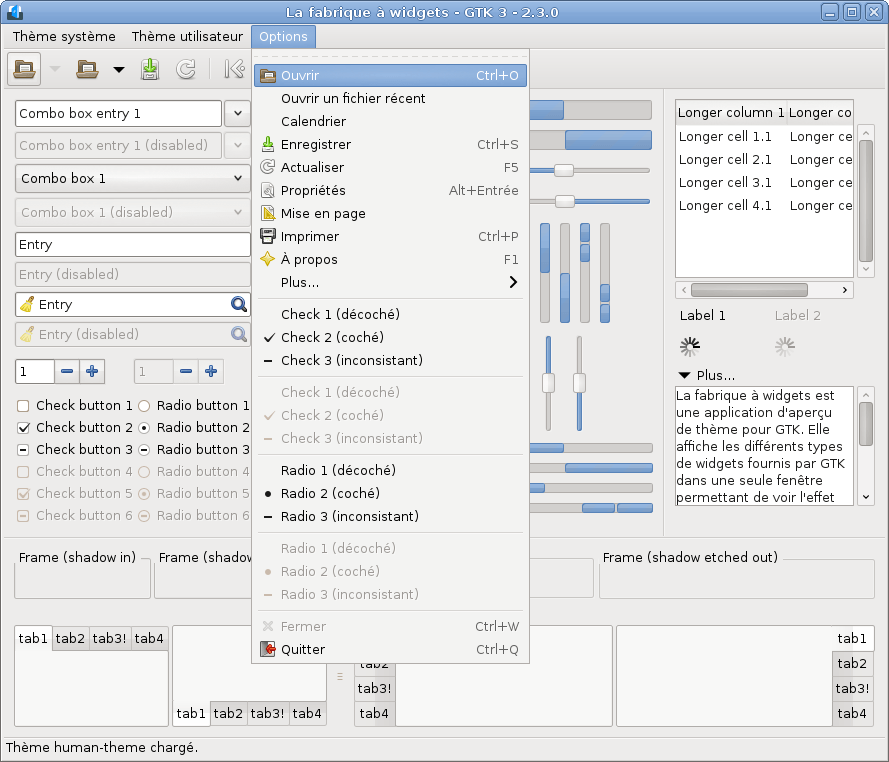 La fabrique à widgets - GTK 3 - 2.3.0
Thème système Thème utilisateur Options
Ouvrir Ctrl+O
Ouvrir un fichier récent
Calendrier
Enregistrer Ctrl+S
Actualiser F5
Propriétés Alt+Entrée
Mise en page
Imprimer Ctrl+P
À propos F1
Plus...
Check 1 (décoché)
Check 2 (coché)
Check 3 (inconsistant)
Check 1 (décoché)
Check 2 (coché)
Check 3 (inconsistant)
Radio 1 (décoché)
Radio 2 (coché)
Radio 3 (inconsistant)
Radio 1 (décoché)
Radio 2 (coché)
Radio 3 (inconsistant)
Fermer Ctrl+W
Quitter Ctrl+Q
Combo box entry 1
Combo box entry 1 (disabled)
Combo box 1
Combo box 1 (disabled)
Entry
Entry (disabled)
Entry
Entry (disabled)
1 1
Check button 1 Radio button 1
Check button 2 Radio button 2
Check button 3 Radio button 3
Check button 4 Radio button 4
Check button 5 Radio button 5
Check button 6 Radio button 6
Longer column 1 Longer co
Longer cell 1.1 Longer ce
Longer cell 2.1 Longer ce
Longer cell 3.1 Longer ce
Longer cell 4.1 Longer ce
Label 1 Label 2
Plus...
La fabrique à widgets est
une application d'aperçu
de thème pour GTK. Elle
affiche les différents types
de widgets fournis par GTK
dans une seule fenêtre
permettant de voir l'effet
Frame (shadow in) Frame (shadow Frame (shadow etched out)
tab1 tab2 tab3! tab4
tab1 tab2 tab3! tab4
tab2
tab3!
tab4
tab1
tab2
tab3!
tab4
Thème human-theme chargé.